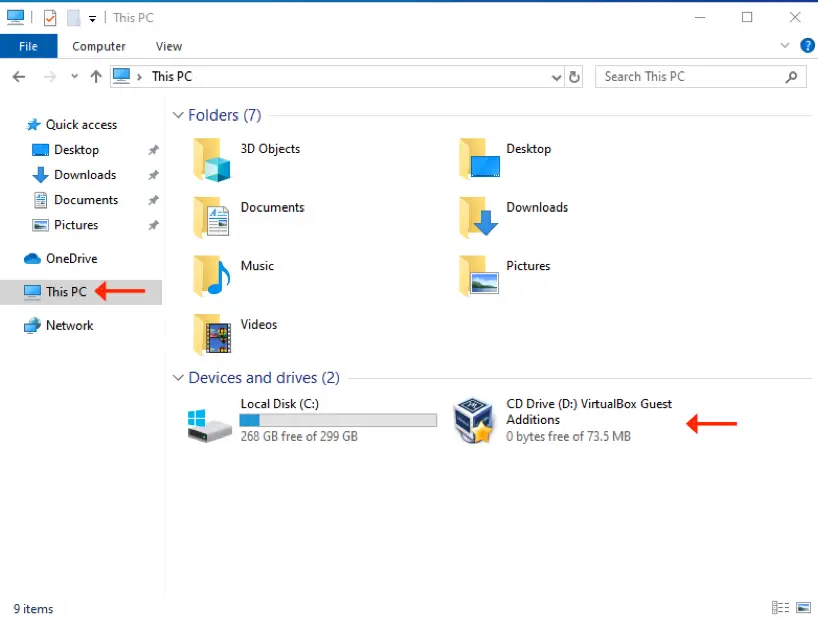 This PC
File Computer View
This PC
Search This PC
Quick access
Desktop
Downloads
Documents
Pictures
OneDrive
This PC
Network
Folders (7)
3D Objects
Desktop
Documents
Downloads
Music
Pictures
Videos
Devices and drives (2)
Local Disk (C:)
268 GB free of 299 GB
CD Drive (D:) VirtualBox Guest
Additions
0 bytes free of 73.5 MB
9 items